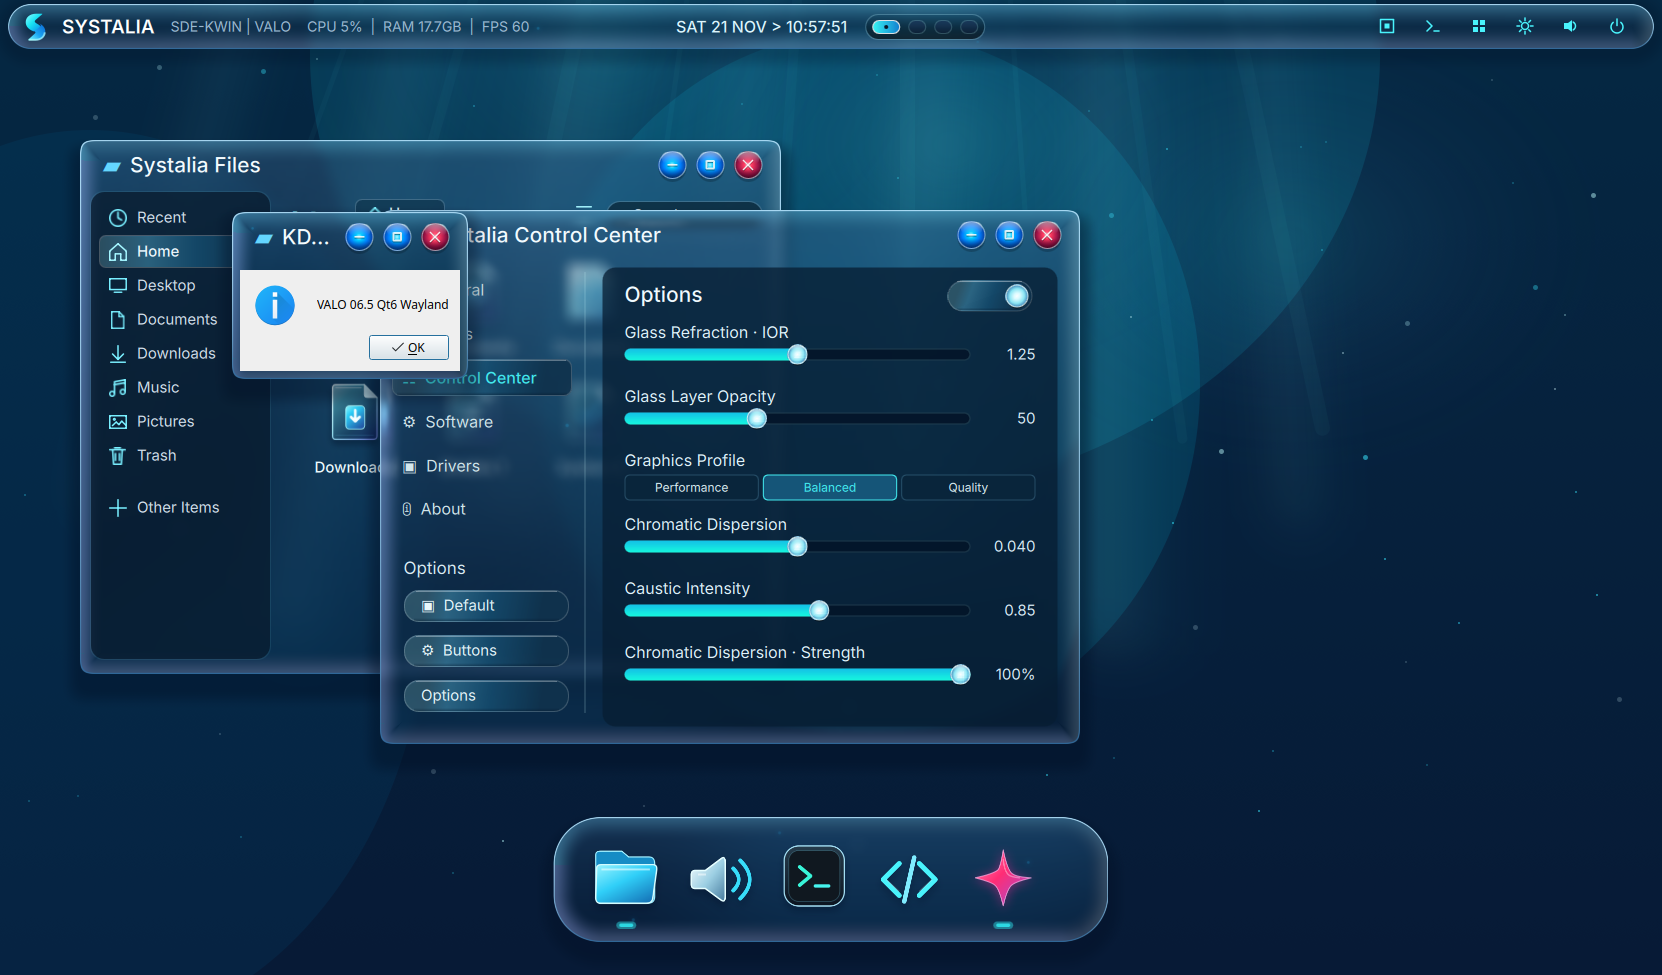 SYSTALIA SDE-KWIN | VALO CPU 5% | RAM 17.7GB | FPS 60
SAT 21 NOV > 10:57:51
Systalia Files
Recent
Home
Desktop
Documents
Downloads
Music
Pictures
Trash
Other Items
KD...
VALO 06.5 Qt6 Wayland
OK
talia Control Center
ral
s
Control Center
Software
Drivers
About
Options
Default
Buttons
Options
Options
Glass Refraction · IOR
1.25
Glass Layer Opacity
50
Graphics Profile
Performance Balanced Quality
Chromatic Dispersion
0.040
Caustic Intensity
0.85
Chromatic Dispersion · Strength
100%